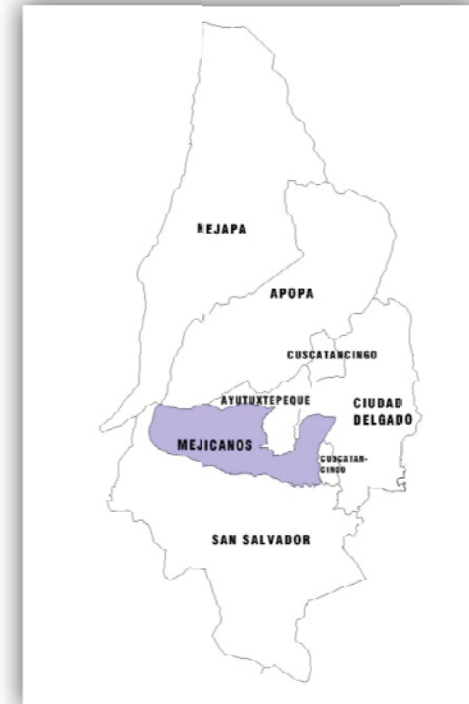 NEJAPA
APOPA
CUSCATANCINGO
AYUTUXTEPEQUE
CIUDAD
DELGADO
MEJICANOS
CUSCATAN-
CINGO
SAN SALVADOR